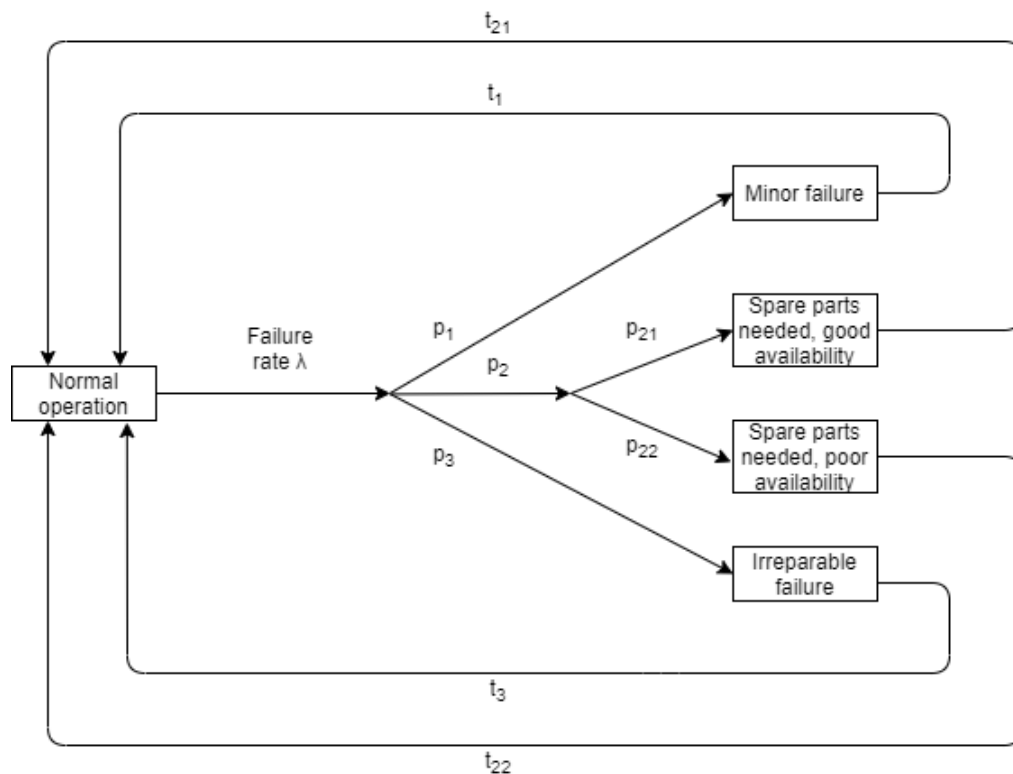 t21
t1
Minor failure
Failure
rate λ
p1
p2
p21
Spare parts
needed, good
availability
Normal
operation
p3
p22
Spare parts
needed, poor
availability
Irreparable
failure
t3
t22